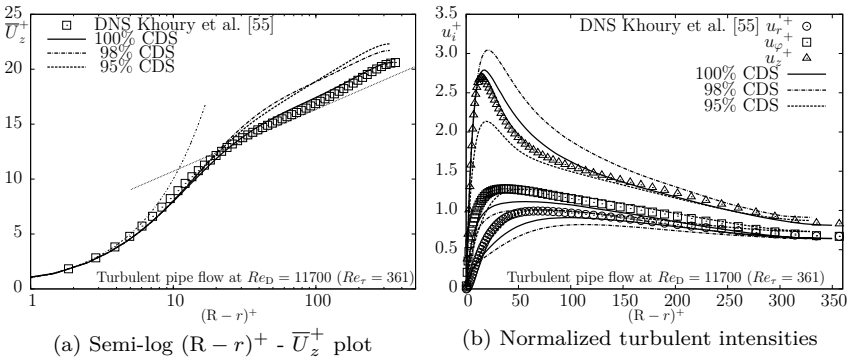 25
20
15
10
5
0
U̅z+
DNS Khoury et al. [55]
100% CDS
98% CDS
95% CDS
Turbulent pipe flow at ReD = 11700 (Reτ = 361)
1
10
100
(R − r)+
(a) Semi-log (R − r)+ - U̅z+ plot
3.5
3.0
2.5
2.0
1.5
1.0
0.5
0.0
ui+
DNS Khoury et al. [55] ur+
uφ+
uz+
100% CDS
98% CDS
95% CDS
Turbulent pipe flow at ReD = 11700 (Reτ = 361)
0 50 100 150 200 250 300 350
(R − r)+
(b) Normalized turbulent intensities